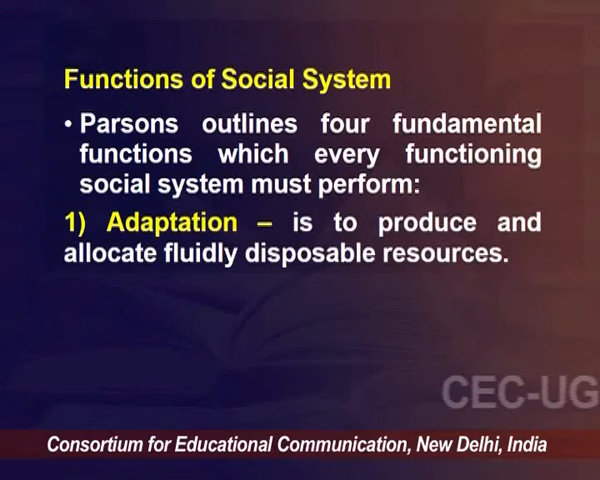 Functions of Social System
• Parsons outlines four fundamental
functions which every functioning
social system must perform:
1) Adaptation – is to produce and
allocate fluidly disposable resources.
CEC-UG
Consortium for Educational Communication, New Delhi, India